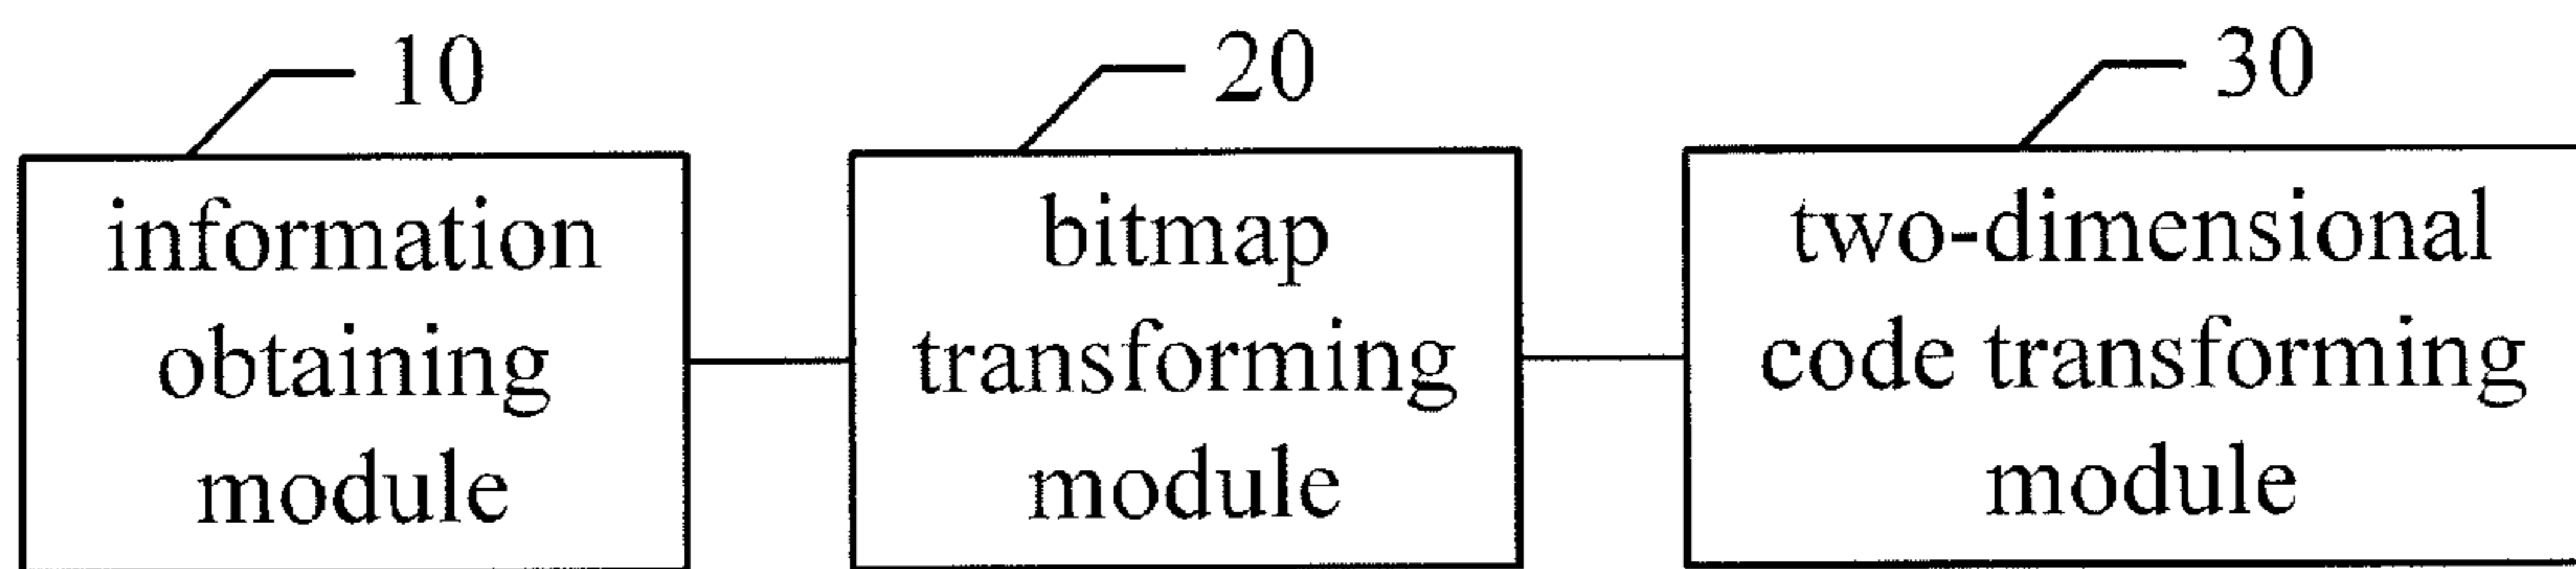 10
20
30
information
obtaining
module
bitmap
transforming
module
two-dimensional
code transforming
module